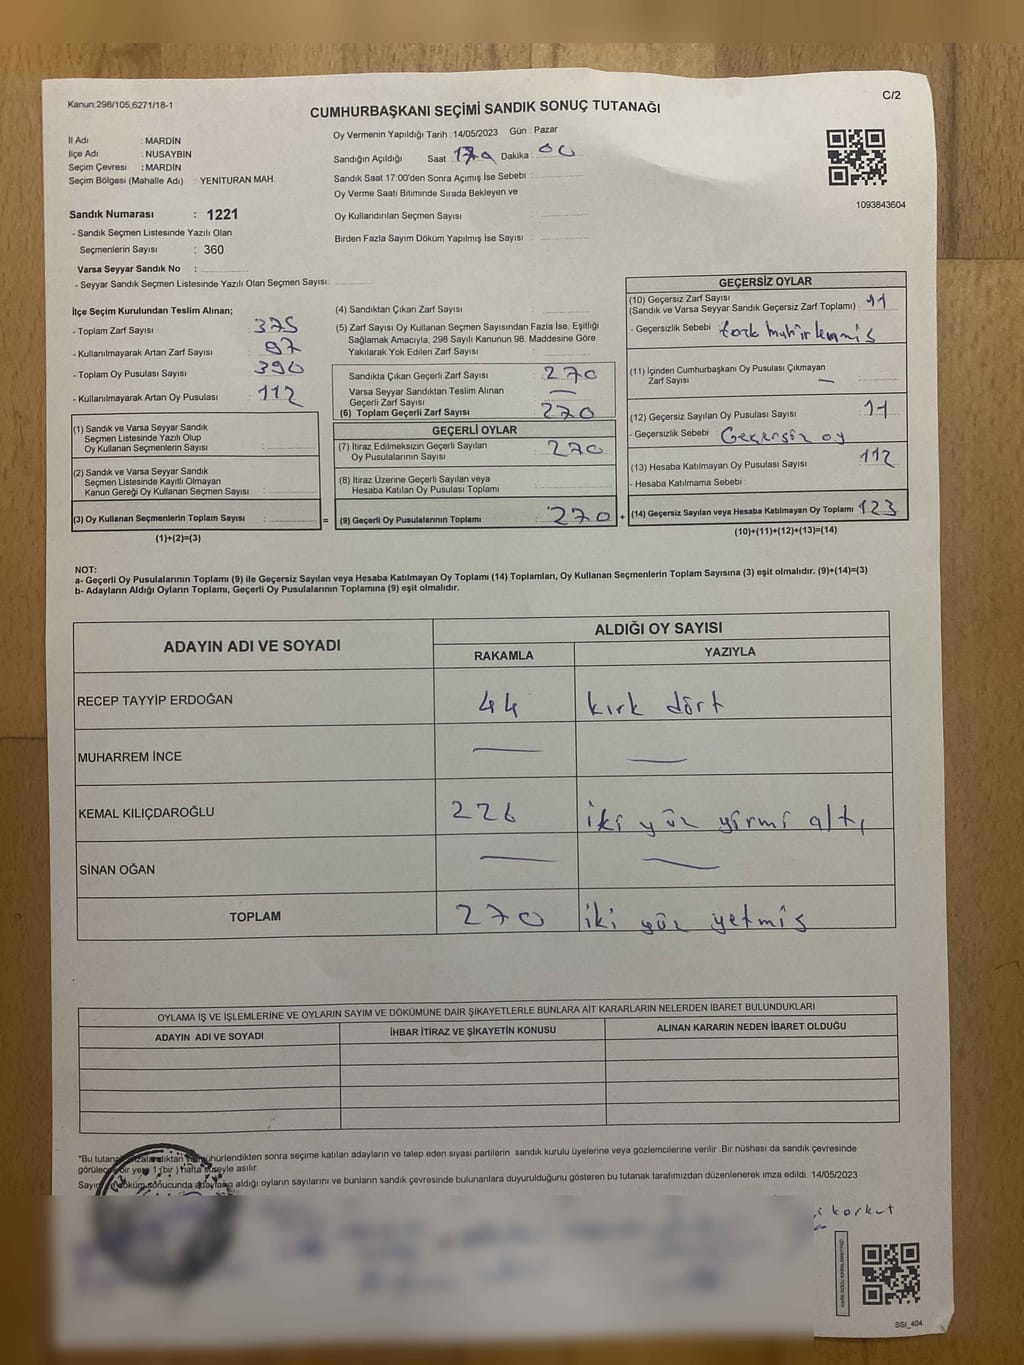 Kanun:298/105,6271/18-1
C/2
CUMHURBAŞKANI SEÇİMİ SANDIK SONUÇ TUTANAĞI
İl Adı : MARDİN
İlçe Adı : NUSAYBİN
Seçim Çevresi : MARDİN
Seçim Bölgesi (Mahalle Adı) : YENİTURAN MAH.
Sandık Numarası : 1221
- Sandık Seçmen Listesinde Yazılı Olan
Seçmenlerin Sayısı : 360
Varsa Seyyar Sandık No :
- Seyyar Sandık Seçmen Listesinde Yazılı Olan Seçmen Sayısı:
Oy Vermenin Yapıldığı Tarih : 14/05/2023 Gün : Pazar
Sandığın Açıldığı Saat : Dakika : 00
Sandık Saat 17:00'den Sonra Açımış İse Sebebi :
Oy Verme Saati Bitiminde Sırada Bekleyen ve
Oy Kullandırılan Seçmen Sayısı :
Birden Fazla Sayım Döküm Yapılmış İse Sayısı :
1093843604
İlçe Seçim Kurulundan Teslim Alınan;
- Toplam Zarf Sayısı : 375
- Kullanılmayarak Artan Zarf Sayısı : 97
- Toplam Oy Pusulası Sayısı : 390
- Kullanılmayarak Artan Oy Pusulası : 112
(1) Sandık ve Varsa Seyyar Sandık
Seçmen Listesinde Yazılı Olup
Oy Kullanan Seçmenlerin Sayısı :
(2) Sandık ve Varsa Seyyar Sandık
Seçmen Listesinde Kayıtlı Olmayan
Kanun Gereği Oy Kullanan Seçmen Sayısı :
(3) Oy Kullanan Seçmenlerin Toplam Sayısı : =
(1)+(2)=(3)
(4) Sandıktan Çıkan Zarf Sayısı :
(5) Zarf Sayısı Oy Kullanan Seçmen Sayısından Fazla İse, Eşitliği
Sağlamak Amacıyla, 298 Sayılı Kanunun 98. Maddesine Göre
Yakılarak Yok Edilen Zarf Sayısı :
Sandıkta Çıkan Geçerli Zarf Sayısı : 270
Varsa Seyyar Sandıktan Teslim Alınan
Geçerli Zarf Sayısı : —
(6) Toplam Geçerli Zarf Sayısı : 270
GEÇERLİ OYLAR
(7) İtiraz Edilmeksizin Geçerli Sayılan
Oy Pusulalarının Sayısı : 270
(8) İtiraz Üzerine Geçerli Sayılan veya
Hesaba Katılan Oy Pusulası Toplamı :
(9) Geçerli Oy Pusulalarının Toplamı : 270 +
GEÇERSİZ OYLAR
(10) Geçersiz Zarf Sayısı
(Sandık ve Varsa Seyyar Sandık Geçersiz Zarf Toplamı) : 11
- Geçersizlik Sebebi :
(11) İçinden Cumhurbaşkanı Oy Pusulası Çıkmayan
Zarf Sayısı : —
(12) Geçersiz Sayılan Oy Pusulası Sayısı : 11
- Geçersizlik Sebebi : Geçersiz oy
(13) Hesaba Katılmayan Oy Pusulası Sayısı : 112
- Hesaba Katılmama Sebebi :
(14) Geçersiz Sayılan veya Hesaba Katılmayan Oy Toplamı : 123
(10)+(11)+(12)+(13)=(14)
NOT:
a- Geçerli Oy Pusulalarının Toplamı (9) ile Geçersiz Sayılan veya Hesaba Katılmayan Oy Toplamı (14) Toplamları, Oy Kullanan Seçmenlerin Toplam Sayısına (3) eşit olmalıdır. (9)+(14)=(3)
b- Adayların Aldığı Oyların Toplamı, Geçerli Oy Pusulalarının Toplamına (9) eşit olmalıdır.
ADAYIN ADI VE SOYADI
ALDIĞI OY SAYISI
RAKAMLA YAZIYLA
RECEP TAYYİP ERDOĞAN 44 kırk dört
MUHARREM İNCE — —
KEMAL KILIÇDAROĞLU 226 iki yüz yirmi altı
SİNAN OĞAN — —
TOPLAM 270 iki yüz yetmiş
OYLAMA İŞ VE İŞLEMLERİNE VE OYLARIN SAYIM VE DÖKÜMÜNE DAİR ŞİKAYETLERLE BUNLARA AİT KARARLARIN NELERDEN İBARET BULUNDUKLARI
ADAYIN ADI VE SOYADI İHBAR İTİRAZ VE ŞİKAYETİN KONUSU ALINAN KARARIN NEDEN İBARET OLDUĞU
*Bu sonra seçime katılan adayların ve talep eden siyasi partilerin sandık kurulu üyelerine veya gözlemcilerine verilir .Bir nüshası da sandık çevresinde
bir yere 1 (bir ) hafta süreyle asılır.
sonucunda adayların aldığı oyların sayılarını ve bunların sandık çevresinde bulunanlara duyurulduğunu gösteren bu tutanak tarafımızdan düzenlenerek imza edildi. 14/05/2023
korkut
SSI_404